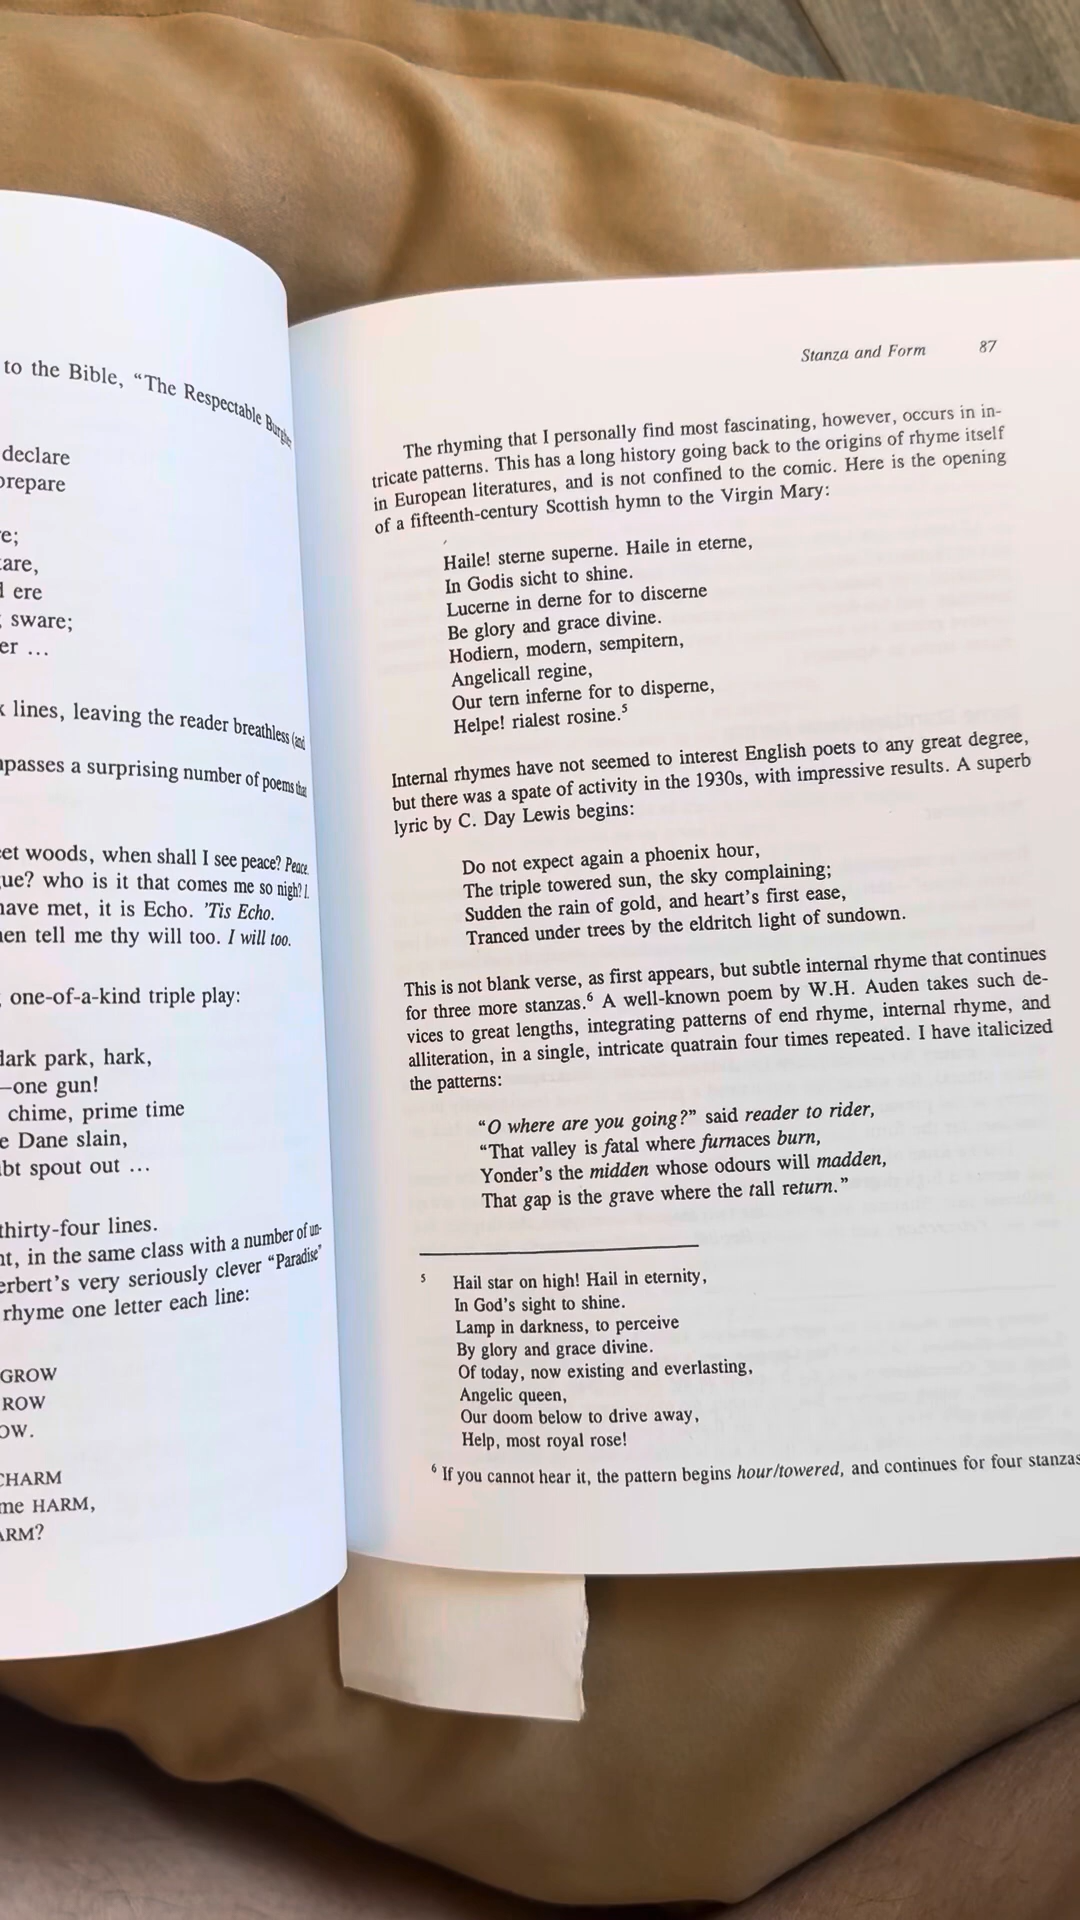 to the Bible, “The Respectable Burgher
declare
prepare
e;
are,
ere
sware;
er ...
lines, leaving the reader breathless (and
passes a surprising number of poems that
et woods, when shall I see peace? Peace.
ue? who is it that comes me so nigh? I.
have met, it is Echo. ’Tis Echo.
en tell me thy will too. I will too.
one-of-a-kind triple play:
dark park, hark,
—one gun!
chime, prime time
e Dane slain,
bt spout out ...
thirty-four lines.
nt, in the same class with a number of un-
erbert’s very seriously clever “Paradise”
rhyme one letter each line:
GROW
ROW
OW.
CHARM
me HARM,
ARM?
Stanza and Form 87
The rhyming that I personally find most fascinating, however, occurs in in-
tricate patterns. This has a long history going back to the origins of rhyme itself
in European literatures, and is not confined to the comic. Here is the opening
of a fifteenth-century Scottish hymn to the Virgin Mary:
Haile! sterne superne. Haile in eterne,
In Godis sicht to shine.
Lucerne in derne for to discerne
Be glory and grace divine.
Hodiern, modern, sempitern,
Angelicall regine,
Our tern inferne for to disperne,
Helpe! rialest rosine.⁵
Internal rhymes have not seemed to interest English poets to any great degree,
but there was a spate of activity in the 1930s, with impressive results. A superb
lyric by C. Day Lewis begins:
Do not expect again a phoenix hour,
The triple towered sun, the sky complaining;
Sudden the rain of gold, and heart’s first ease,
Tranced under trees by the eldritch light of sundown.
This is not blank verse, as first appears, but subtle internal rhyme that continues
for three more stanzas.⁶ A well-known poem by W.H. Auden takes such de-
vices to great lengths, integrating patterns of end rhyme, internal rhyme, and
alliteration, in a single, intricate quatrain four times repeated. I have italicized
the patterns:
“O where are you going?” said reader to rider,
“That valley is fatal where furnaces burn,
Yonder’s the midden whose odours will madden,
That gap is the grave where the tall return.”
⁵ Hail star on high! Hail in eternity,
In God’s sight to shine.
Lamp in darkness, to perceive
By glory and grace divine.
Of today, now existing and everlasting,
Angelic queen,
Our doom below to drive away,
Help, most royal rose!
⁶ If you cannot hear it, the pattern begins hour/towered, and continues for four stanzas